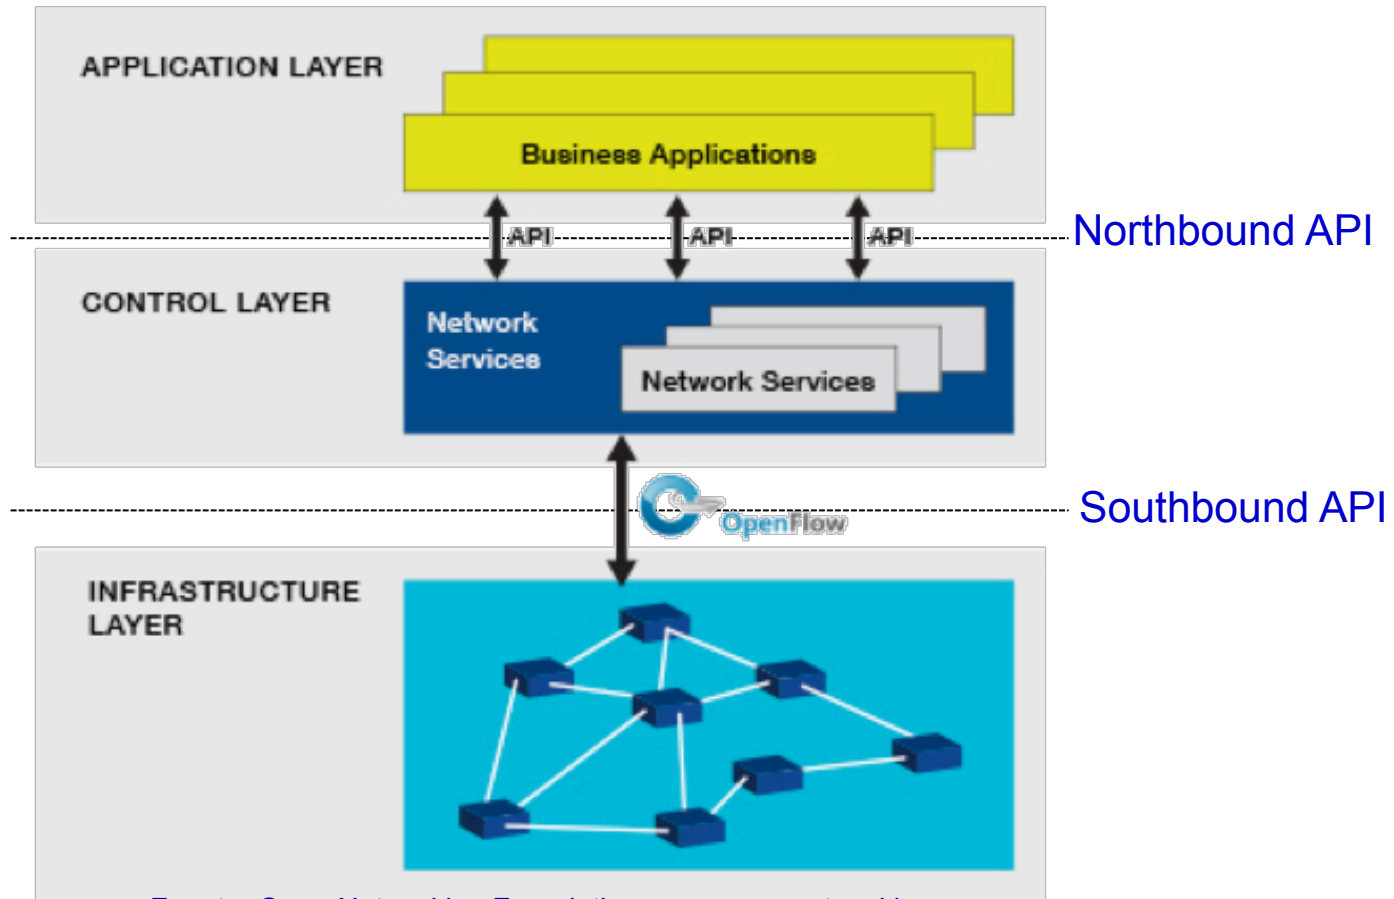 APPLICATION LAYER
Business Applications
API API API
Northbound API
CONTROL LAYER
Network
Services
Network Services
OpenFlow
Southbound API
INFRASTRUCTURE
LAYER